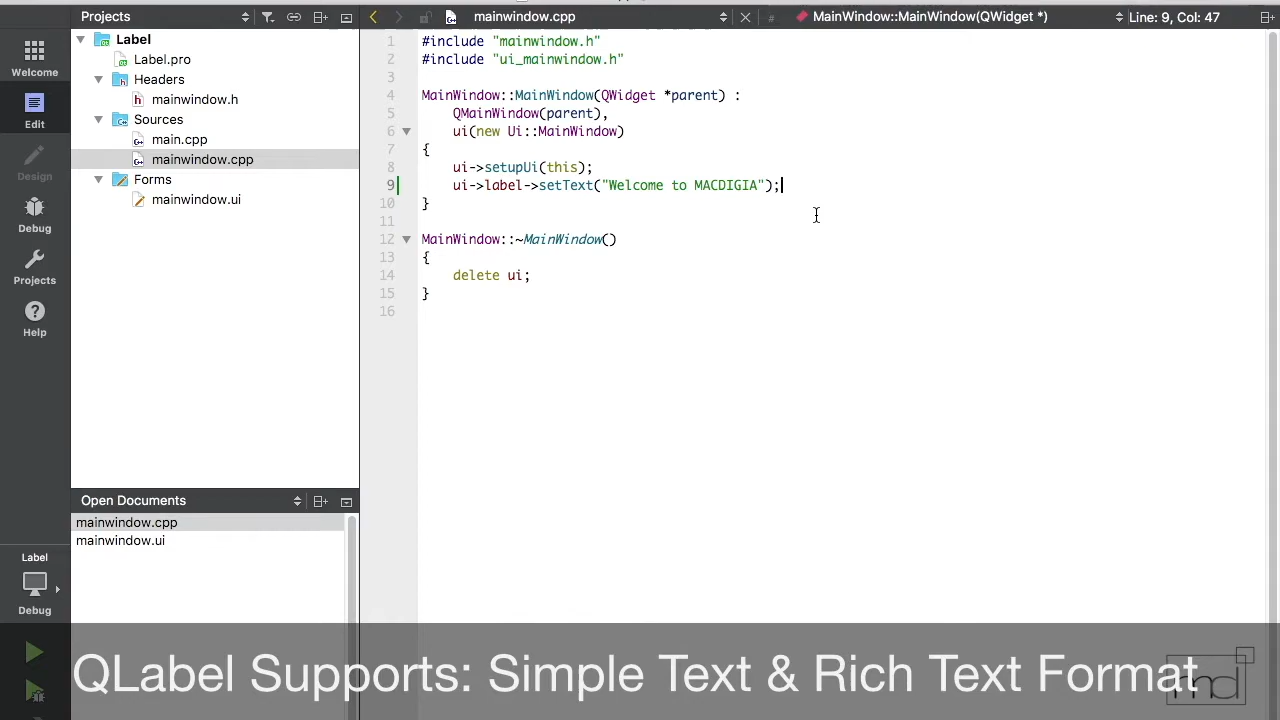 Projects
mainwindow.cpp
#
MainWindow::MainWindow(QWidget *)
Line: 9, Col: 47
Welcome
Edit
Design
Debug
Projects
Help
Label
Label.pro
Headers
mainwindow.h
Sources
main.cpp
mainwindow.cpp
Forms
mainwindow.ui
1 #include "mainwindow.h"
2 #include "ui_mainwindow.h"
3
4 MainWindow::MainWindow(QWidget *parent) :
5 QMainWindow(parent),
6 ui(new Ui::MainWindow)
7 {
8 ui->setupUi(this);
9 ui->label->setText("Welcome to MACDIGIA");
10 }
11
12 MainWindow::~MainWindow()
13 {
14 delete ui;
15 }
16
Open Documents
mainwindow.cpp
mainwindow.ui
Label
Debug
QLabel Supports: Simple Text & Rich Text Format
md